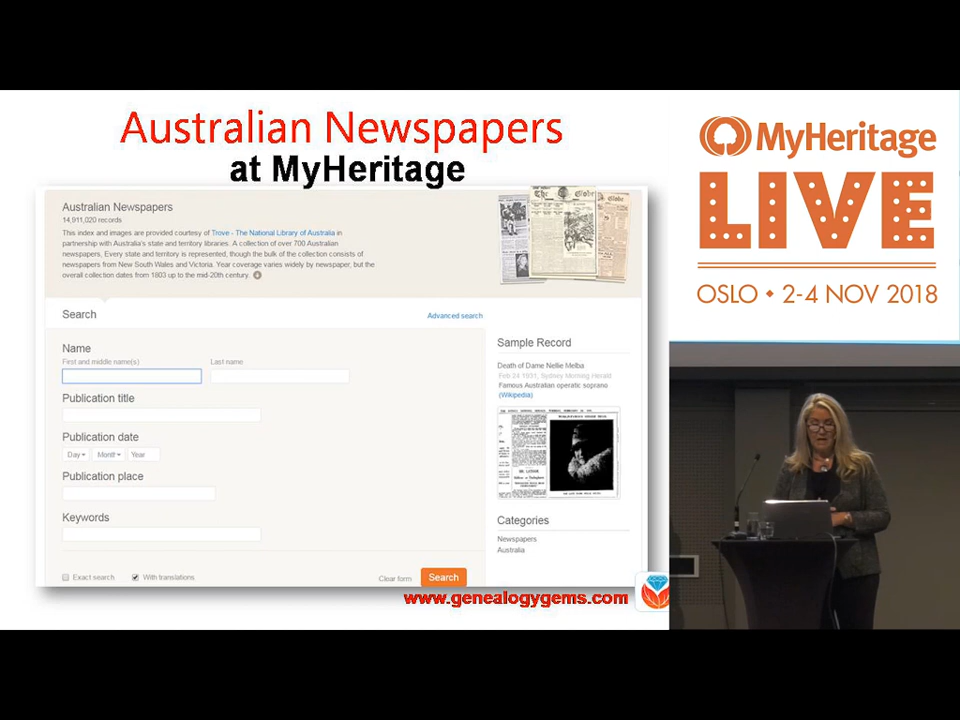 Australian Newspapers
at MyHeritage
Australian Newspapers
14,911,020 records
This index and images are provided courtesy of Trove - The National Library of Australia in
partnership with Australia's state and territory libraries. A collection of over 700 Australian
newspapers, Every state and territory is represented, though the bulk of the collection consists of
newspapers from New South Wales and Victoria. Year coverage varies widely by newspaper, but the
overall collection dates from 1803 up to the mid-20th century.
The Globe
Globe
Search
Advanced search
Name
First and middle name(s)
Last name
Publication title
Publication date
Day
Month
Year
Publication place
Keywords
Exact search
With translations
Clear form
Search
Sample Record
Death of Dame Nellie Melba
Feb 24 1931, Sydney Morning Herald
Famous Australian operatic soprano
(Wikipedia)
Categories
Newspapers
Australia
www.genealogygems.com
MyHeritage
LIVE
OSLO • 2-4 NOV 2018